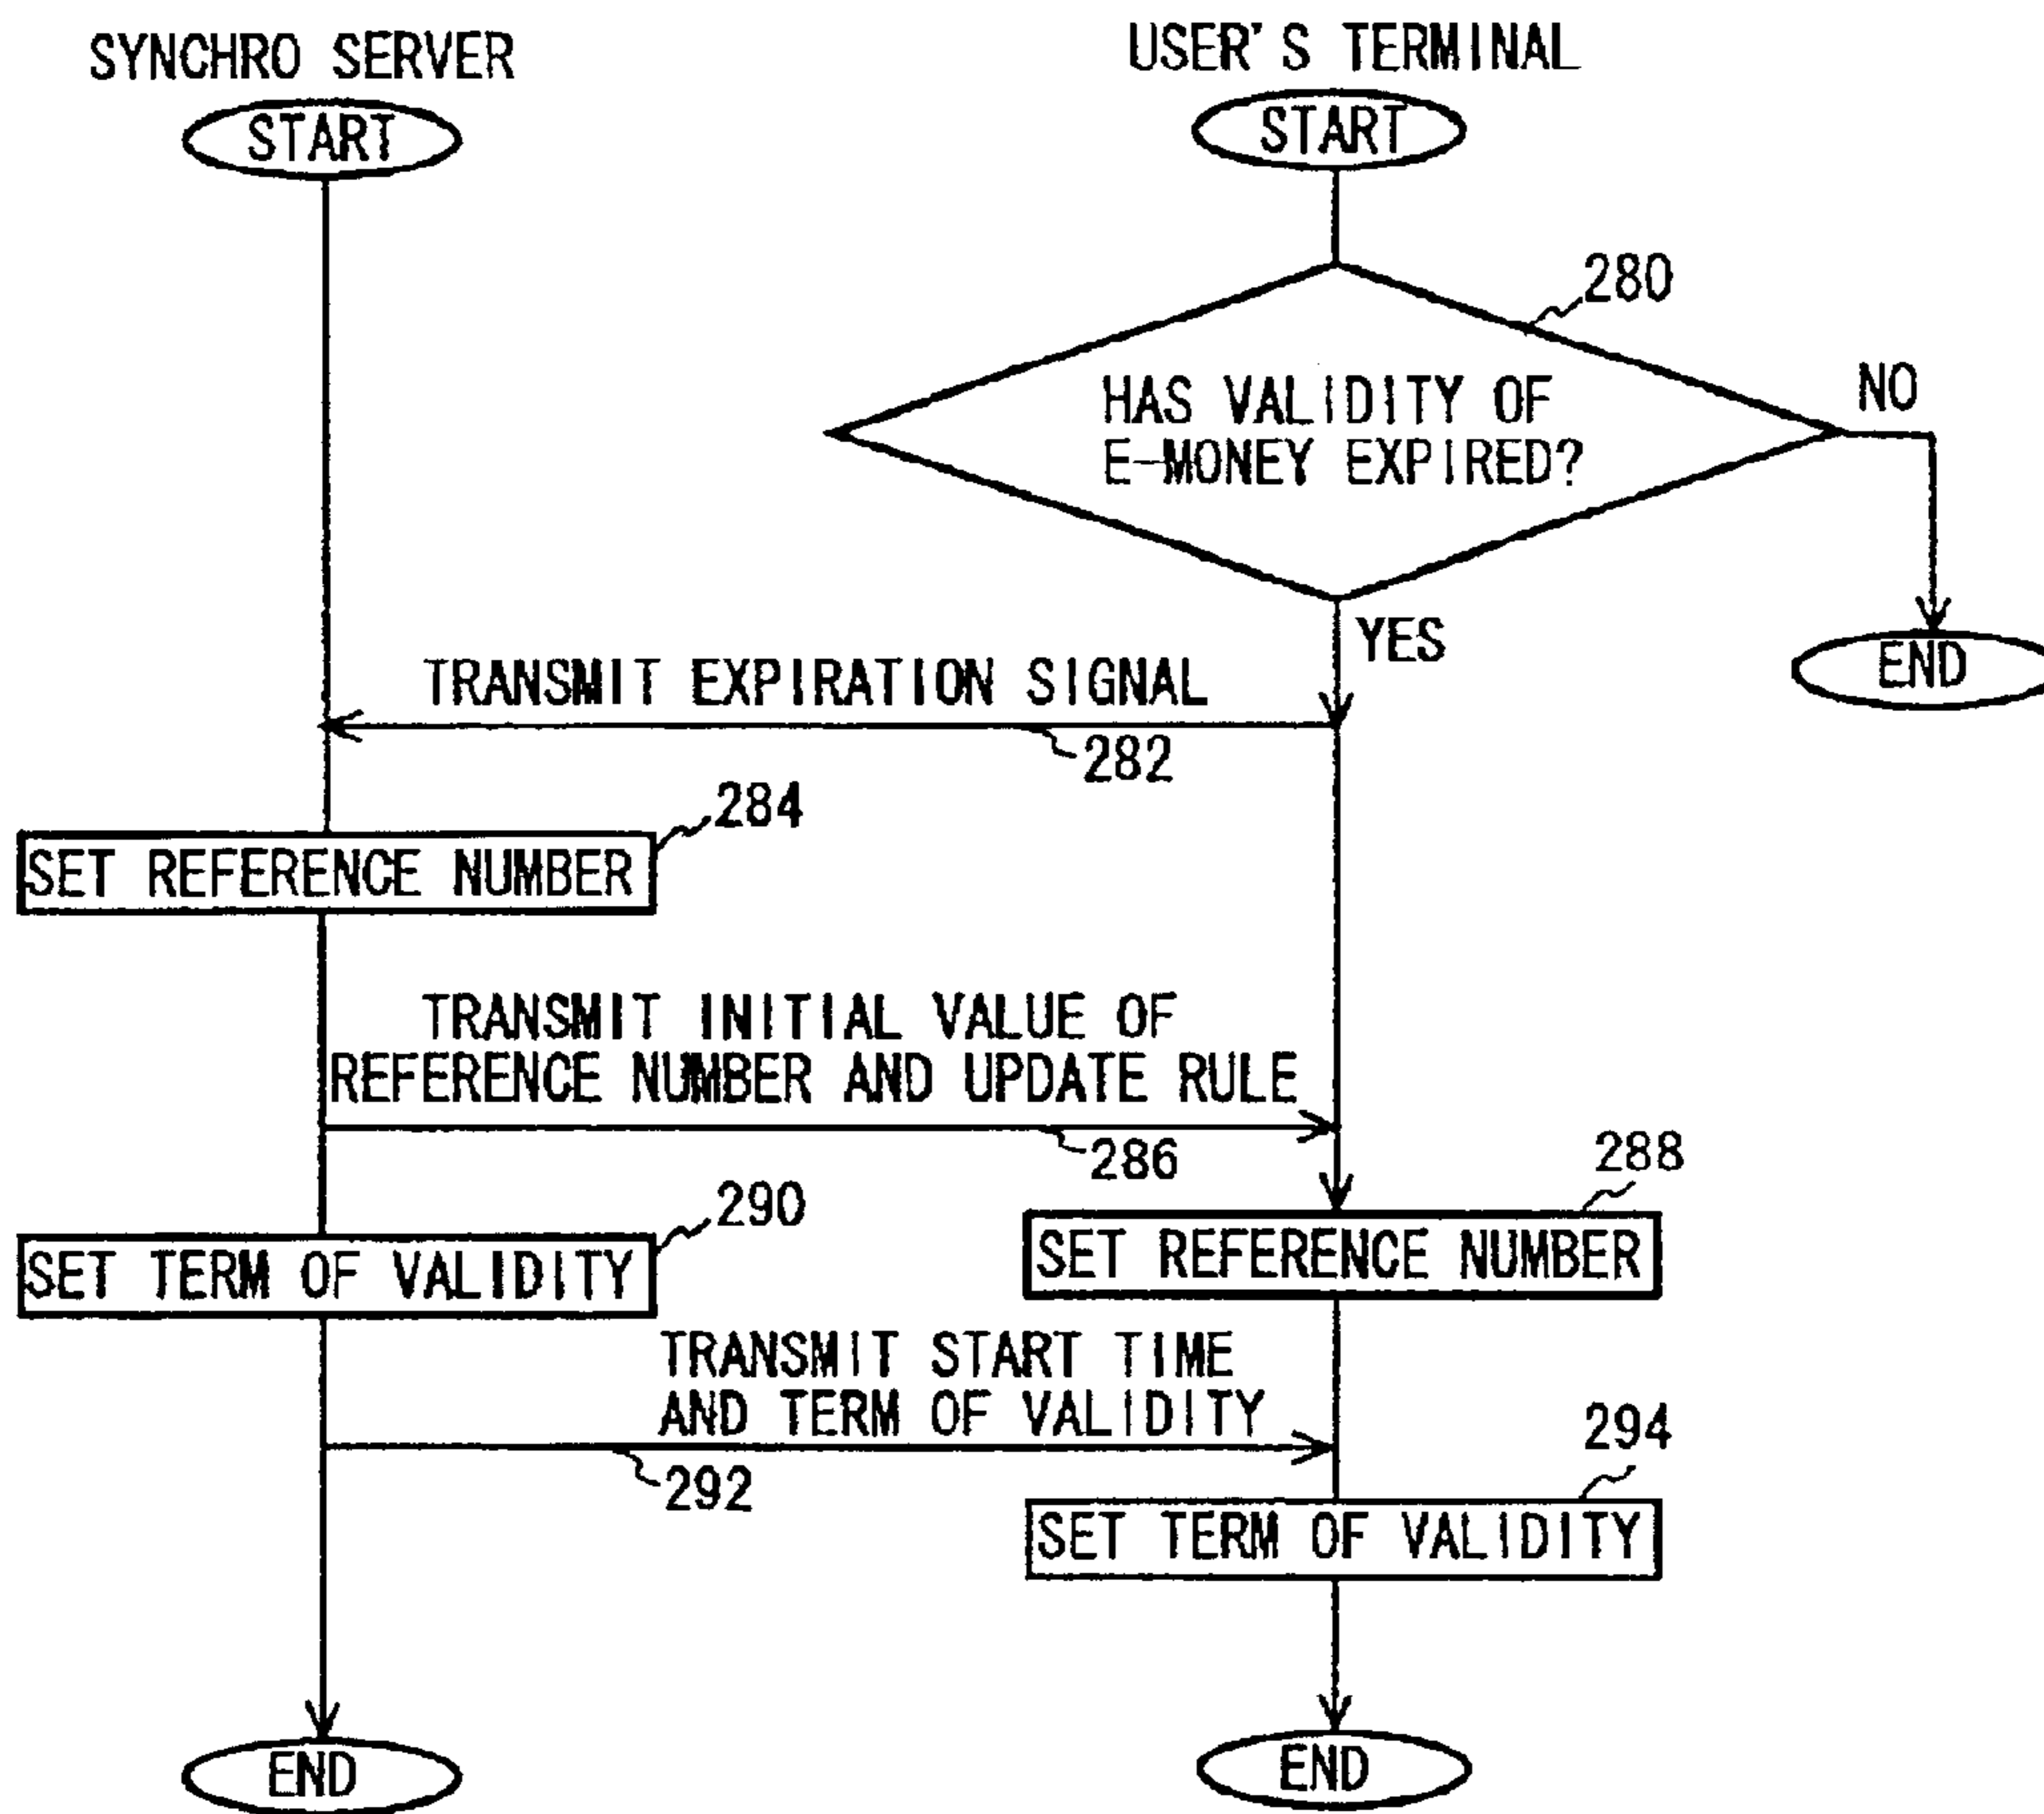 SYNCHRO SERVER
USER'S TERMINAL
START
START
280
HAS VALIDITY OF
E-MONEY EXPIRED?
NO
YES
END
TRANSMIT EXPIRATION SIGNAL
282
284
SET REFERENCE NUMBER
TRANSMIT INITIAL VALUE OF
REFERENCE NUMBER AND UPDATE RULE
286
288
290
SET REFERENCE NUMBER
SET TERM OF VALIDITY
TRANSMIT START TIME
AND TERM OF VALIDITY
292
294
SET TERM OF VALIDITY
END
END